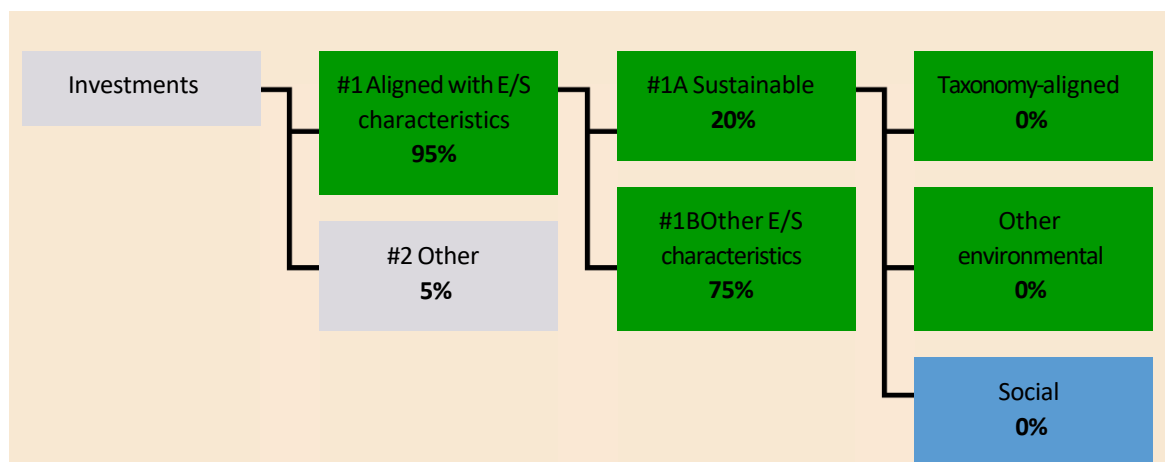 Investments
#1 Aligned with E/S
characteristics
95%
#2 Other
5%
#1A Sustainable
20%
#1BOther E/S
characteristics
75%
Taxonomy-aligned
0%
Other
environmental
0%
Social
0%